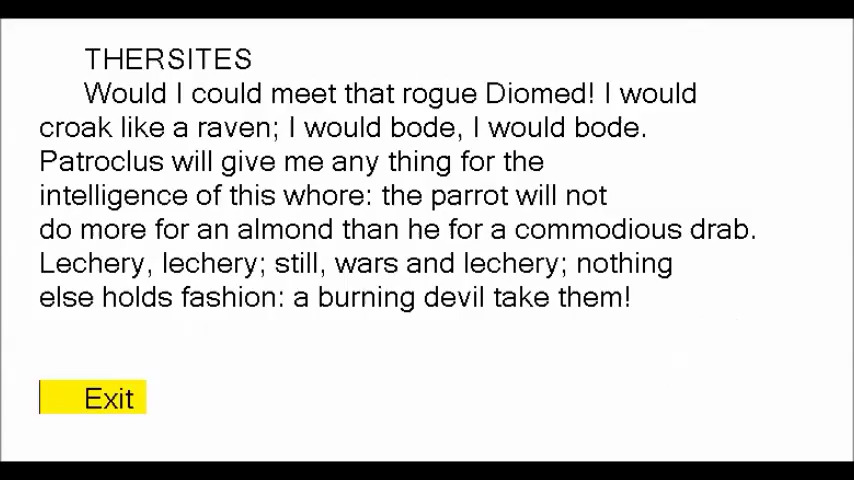 THERSITES
Would I could meet that rogue Diomed! I would
croak like a raven; I would bode, I would bode.
Patroclus will give me any thing for the
intelligence of this whore: the parrot will not
do more for an almond than he for a commodious drab.
Lechery, lechery; still, wars and lechery; nothing
else holds fashion: a burning devil take them!
Exit